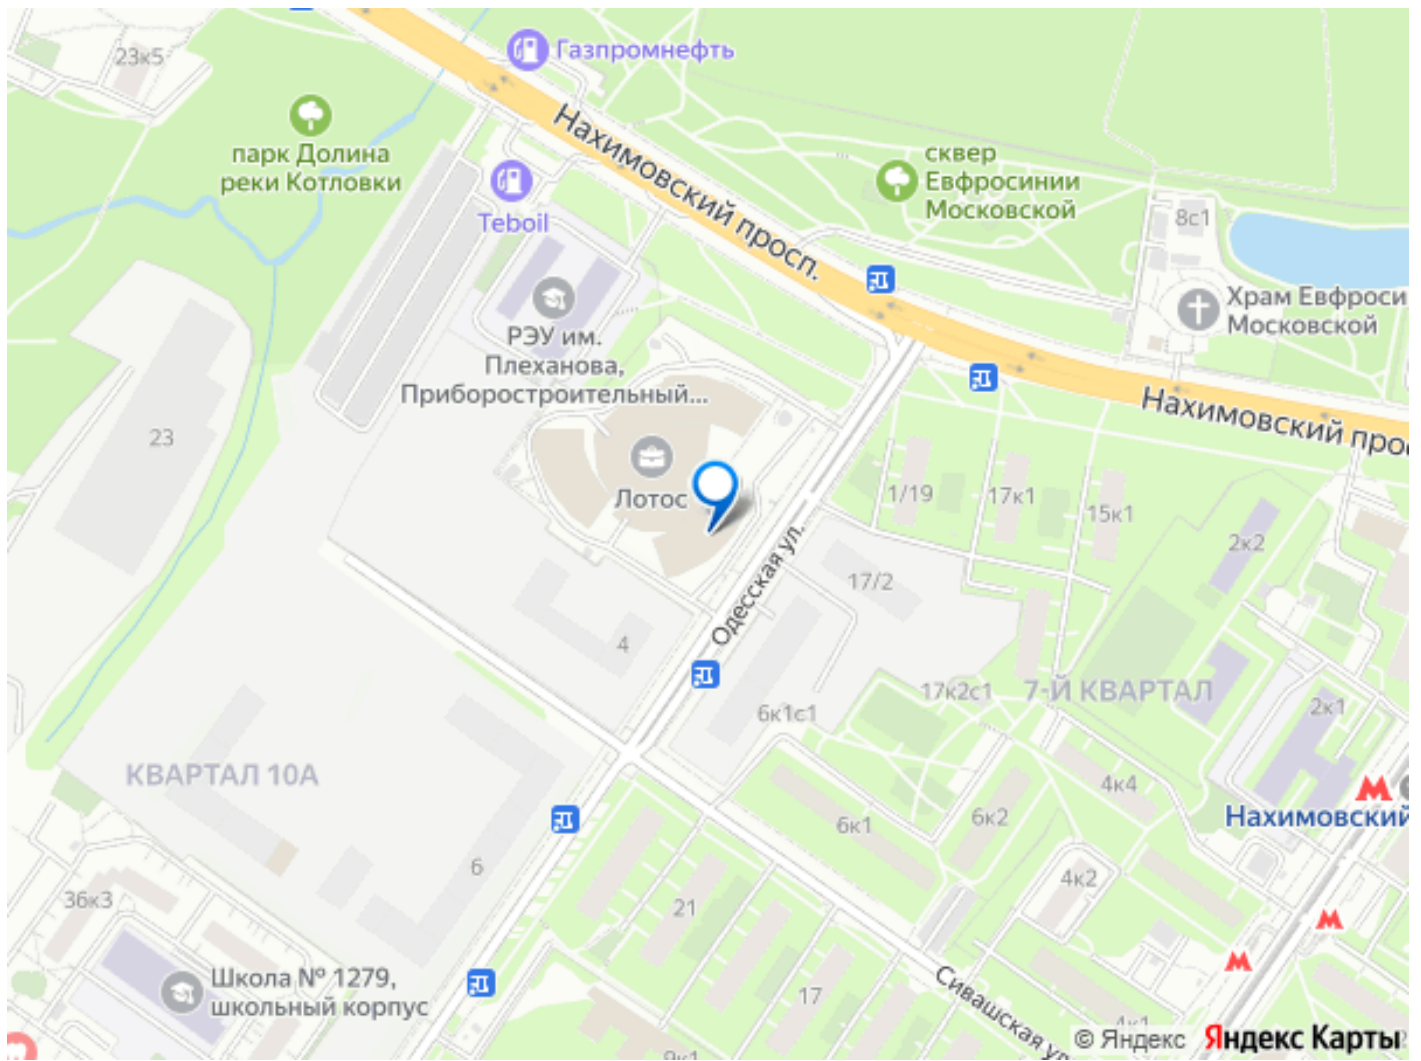 23к5
Газпромнефть
Нахимовский просп.
парк Долина
реки Котловки
сквер
Евфросинии
Московской
Teboil
8с1
Храм Евфроси
Московской
РЭУ им.
Плеханова,
Приборостроительный...
Нахимовский прос
23
Лотос
1/19
17к1
15к1
2к2
Одесская ул.
17/2
4
17к2с1
7-Й КВАРТАЛ
6к1с1
2к1
КВАРТАЛ 10А
4к4
Нахимовский
6к1
6к2
6
4к2
36к3
21
Школа № 1279,
школьный корпус
17
Сивашская ул
4к1
9к1
© Яндекс Яндекс Карты